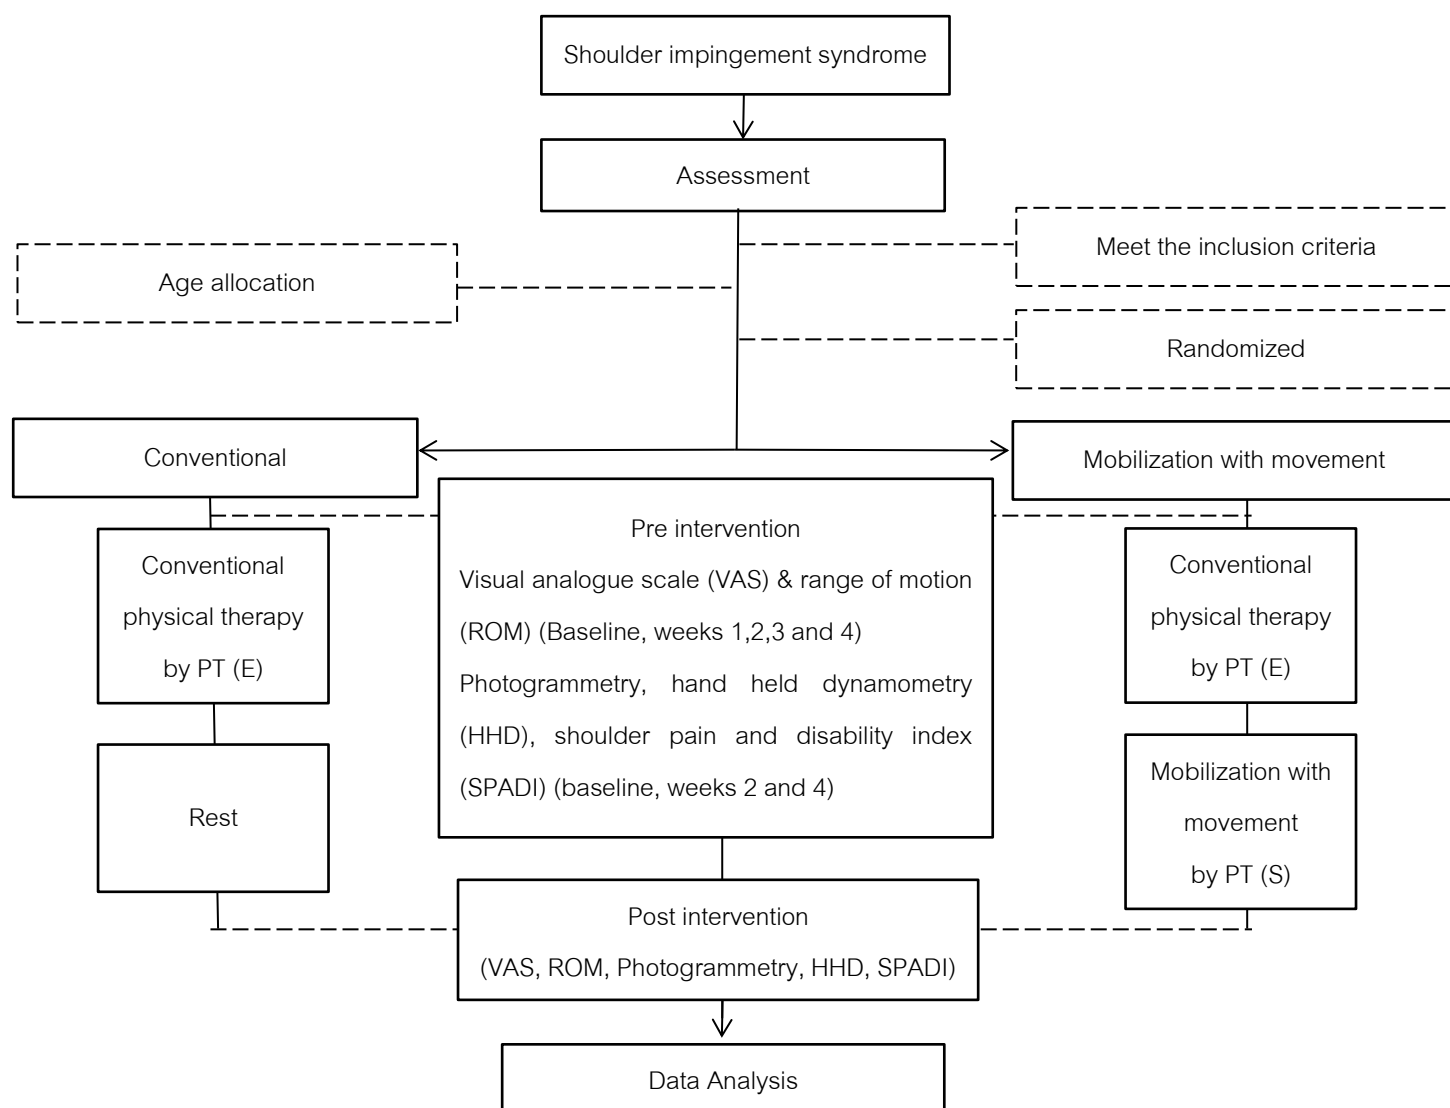 Shoulder impingement syndrome
Assessment
Meet the inclusion criteria
Age allocation
Randomized
Conventional
Mobilization with movement
Conventional
physical therapy
by PT (E)
Rest
Pre intervention
Visual analogue scale (VAS) & range of motion
(ROM) (Baseline, weeks 1,2,3 and 4)
Photogrammetry, hand held dynamometry
(HHD), shoulder pain and disability index
(SPADI) (baseline, weeks 2 and 4)
Conventional
physical therapy
by PT (E)
Mobilization with
movement
by PT (S)
Post intervention
(VAS, ROM, Photogrammetry, HHD, SPADI)
Data Analysis